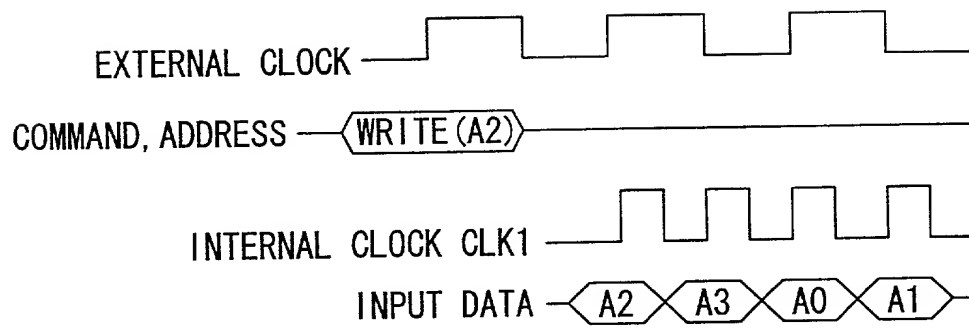 EXTERNAL CLOCK
COMMAND, ADDRESS WRITE(A2)
INTERNAL CLOCK CLK1
INPUT DATA A2 A3 A0 A1